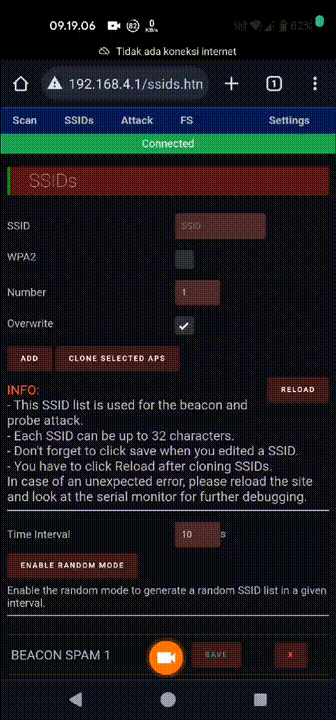 09.19.06 82 0 KB/s 82%
Tidak ada koneksi internet
192.168.4.1/ssids.htm 1
Scan SSIDs Attack FS Settings
Connected
SSIDs
SSID SSID
WPA2
Number 1
Overwrite
ADD CLONE SELECTED APS
INFO: RELOAD
- This SSID list is used for the beacon and
probe attack.
- Each SSID can be up to 32 characters.
- Don't forget to click save when you edited a SSID.
- You have to click Reload after cloning SSIDs.
In case of an unexpected error, please reload the site
and look at the serial monitor for further debugging.
Time Interval 10 s
ENABLE RANDOM MODE
Enable the random mode to generate a random SSID list in a given
interval.
BEACON SPAM 1 SAVE X